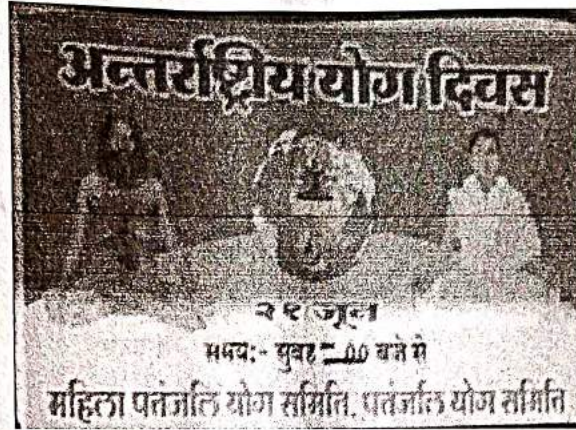 अन्तर्राष्ट्रिय योग दिवस
२१ जून
समय:- सुबह 00 बजे से
महिला पतंजलि योग समिति, पतंजलि योग समिति